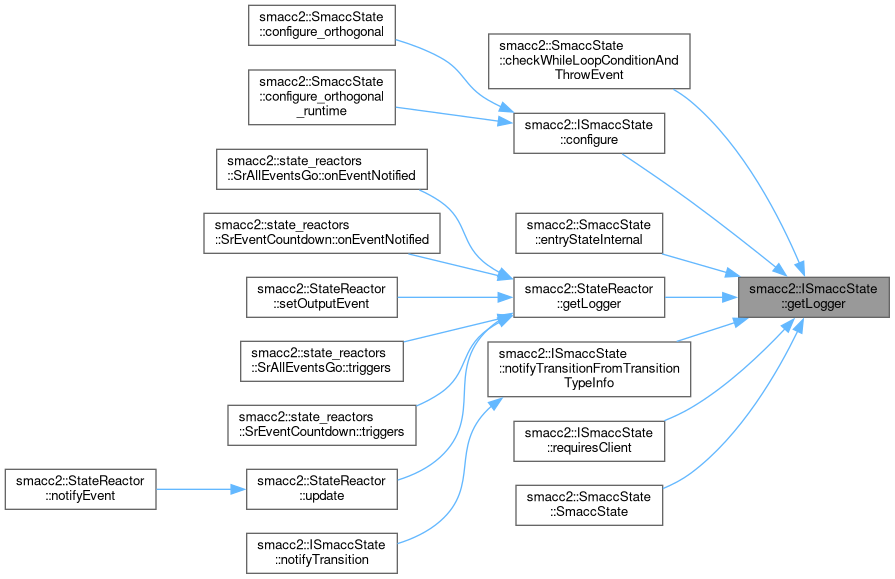 smacc2::SmaccState
::configure_orthogonal
smacc2::SmaccState
::checkWhileLoopConditionAnd
ThrowEvent
smacc2::SmaccState
::configure_orthogonal
_runtime
smacc2::ISmaccState
::configure
smacc2::state_reactors
::SrAllEventsGo::onEventNotified
smacc2::state_reactors
::SrEventCountdown::onEventNotified
smacc2::SmaccState
::entryStateInternal
smacc2::StateReactor
::setOutputEvent
smacc2::StateReactor
::getLogger
smacc2::ISmaccState
::getLogger
smacc2::state_reactors
::SrAllEventsGo::triggers
smacc2::ISmaccState
::notifyTransitionFromTransition
TypeInfo
smacc2::state_reactors
::SrEventCountdown::triggers
smacc2::ISmaccState
::requiresClient
smacc2::StateReactor
::notifyEvent
smacc2::StateReactor
::update
smacc2::SmaccState
::SmaccState
smacc2::ISmaccState
::notifyTransition